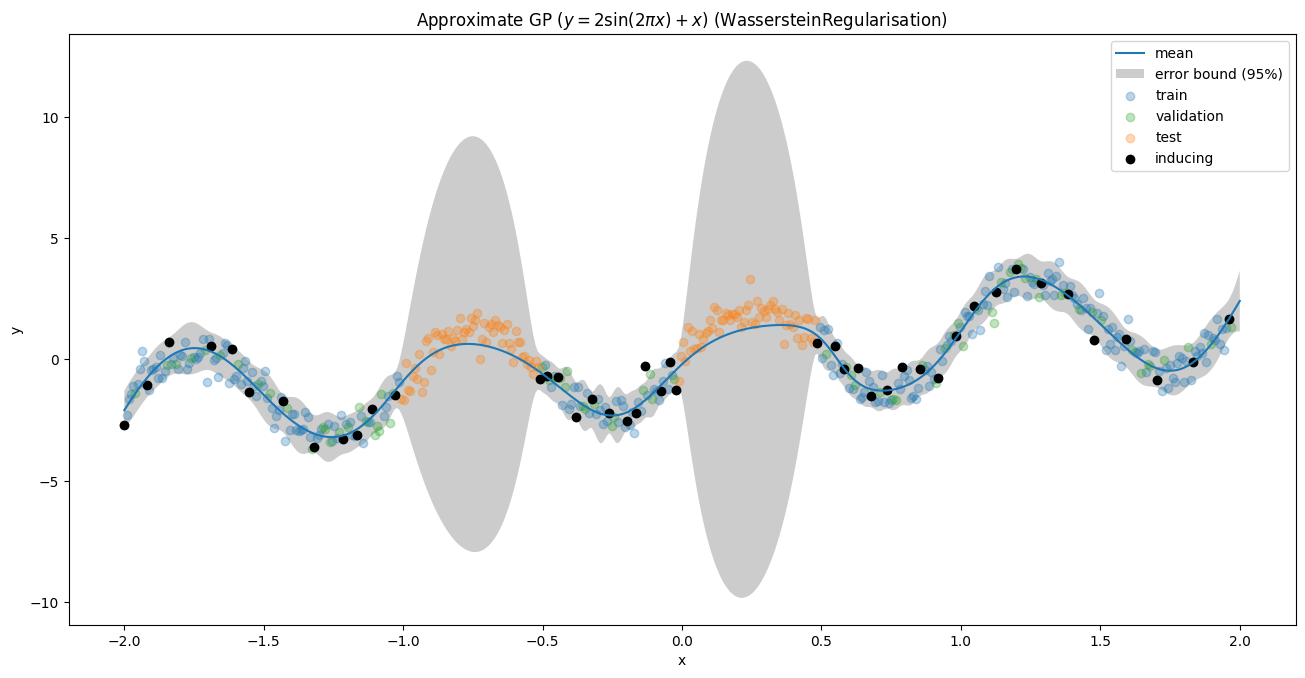 Approximate GP (y = 2sin(2πx) + x) (WassersteinRegularisation)
mean
error bound (95%)
train
validation
test
inducing
10
5
0
−5
−10
y
−2.0 −1.5 −1.0 −0.5 0.0 0.5 1.0 1.5 2.0
x